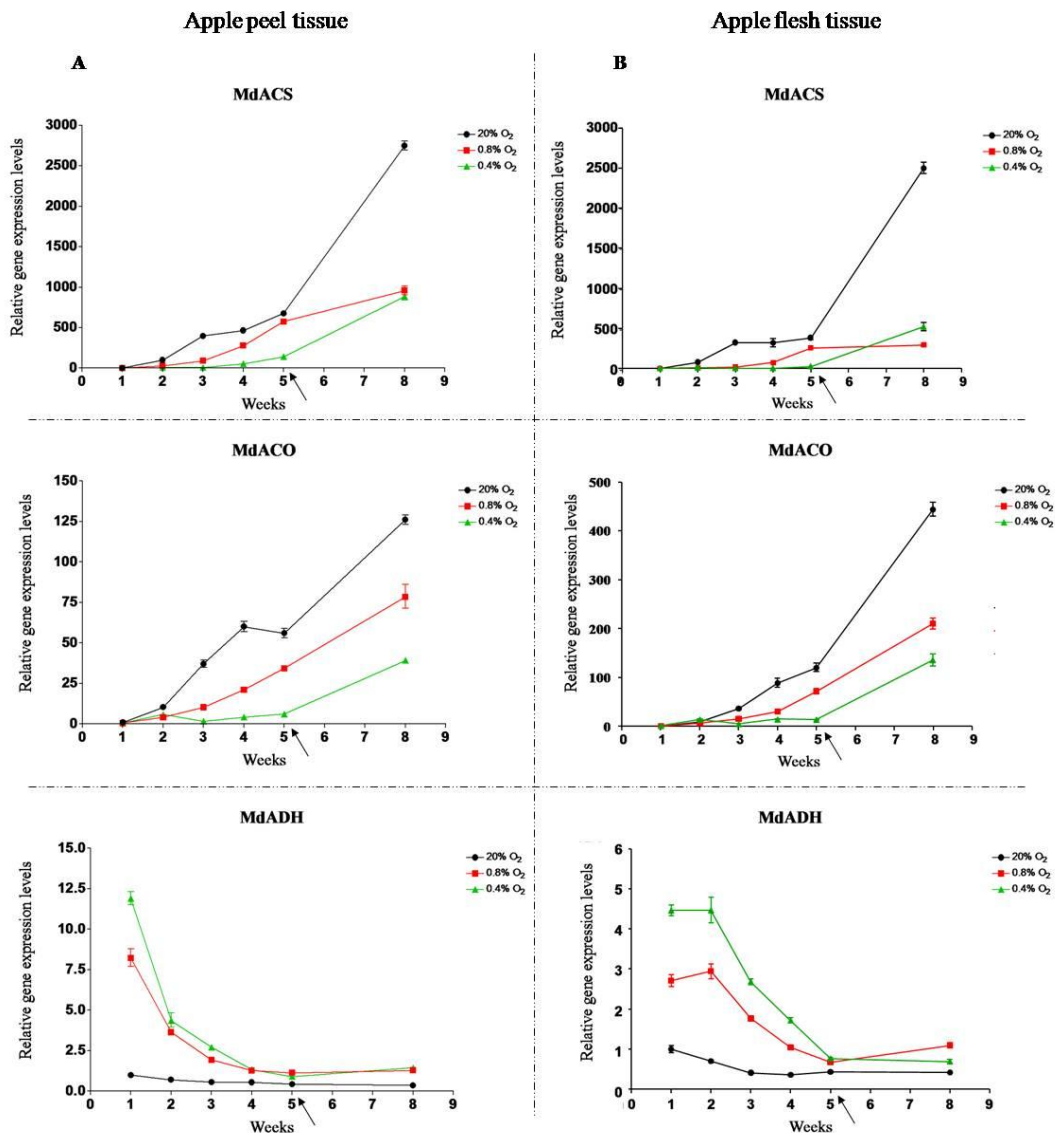 Apple peel tissue
Apple flesh tissue
A
MdACS
Relative gene expression levels
3000
2500
2000
1500
1000
500
0
0 1 2 3 4 5 6 7 8 9
Weeks
20% O₂
0.8% O₂
0.4% O₂
B
MdACS
Relative gene expression levels
3000
2500
2000
1500
1000
500
0
0 1 2 3 4 5 6 7 8 9
Weeks
20% O₂
0.8% O₂
0.4% O₂
MdACO
Relative gene expression levels
150
125
100
75
50
25
0
0 1 2 3 4 5 6 7 8 9
Weeks
20% O₂
0.8% O₂
0.4% O₂
MdACO
Relative gene expression levels
500
400
300
200
100
0
0 1 2 3 4 5 6 7 8 9
Weeks
20% O₂
0.8% O₂
0.4% O₂
MdADH
Relative gene expression levels
15.0
12.5
10.0
7.5
5.0
2.5
0.0
0 1 2 3 4 5 6 7 8 9
Weeks
20% O₂
0.8% O₂
0.4% O₂
MdADH
Relative gene expression levels
6
5
4
3
2
1
0
0 1 2 3 4 5 6 7 8 9
Weeks
20% O₂
0.8% O₂
0.4% O₂